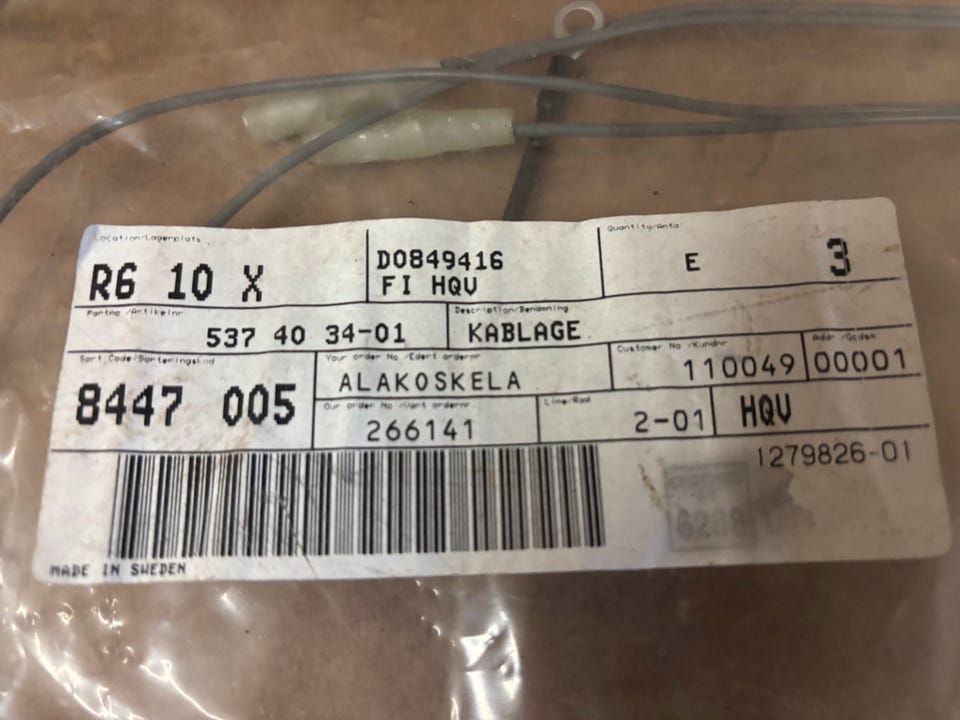 Location/Lagerplats
R6 10 X
D0849416
FI HQV
Quantity/Antal
E 3
Partno /Artikelnr
537 40 34-01
Description/Benämning
KABLAGE
Sort Code/Sorteringskod
8447 005
Your order No /Edert ordernr
ALAKOSKELA
Customer No /Kundnr
110049
00001
Our order No /Vart ordernr
266141
Line/Rad
2-01
HQV
1279826-01
MADE IN SWEDEN